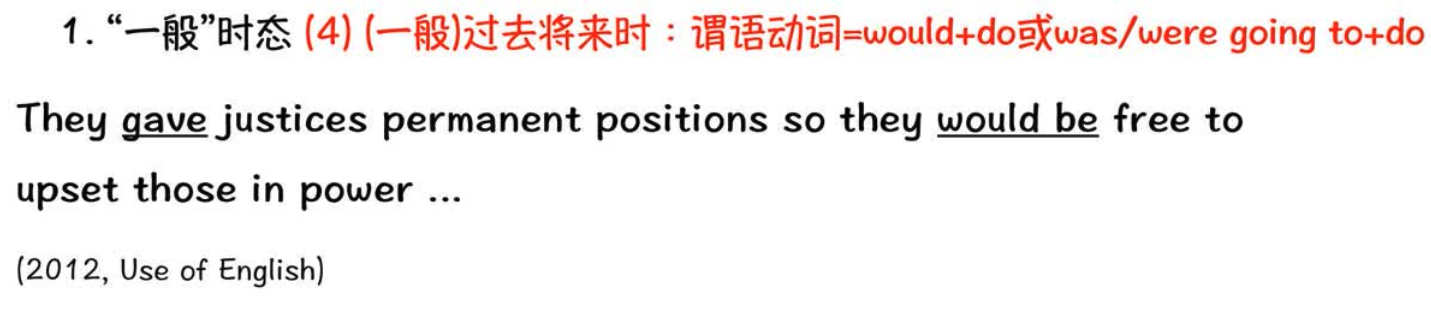 1. “一般”时态 (4) (一般)过去将来时：谓语动词=would+do或was/were going to+do
They gave justices permanent positions so they would be free to
upset those in power ...
(2012, Use of English)